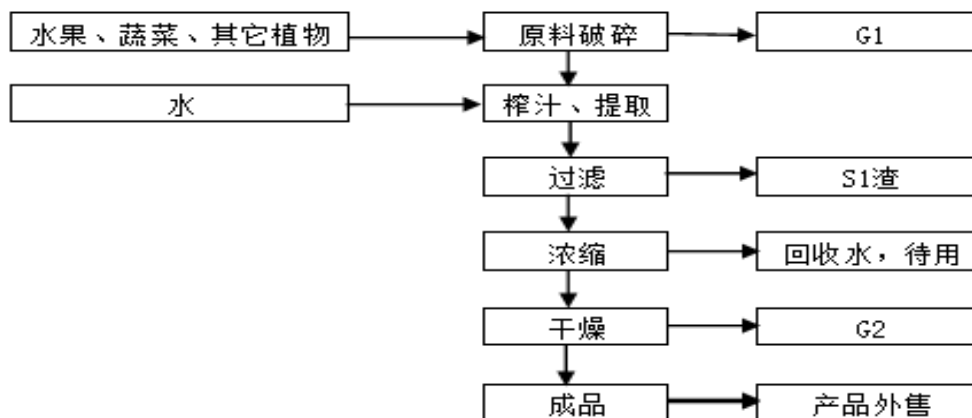 水果、蔬菜、其它植物
原料破碎
G1
水
榨汁、提取
过滤
S1渣
浓缩
回收水，待用
干燥
G2
成品
产品外售